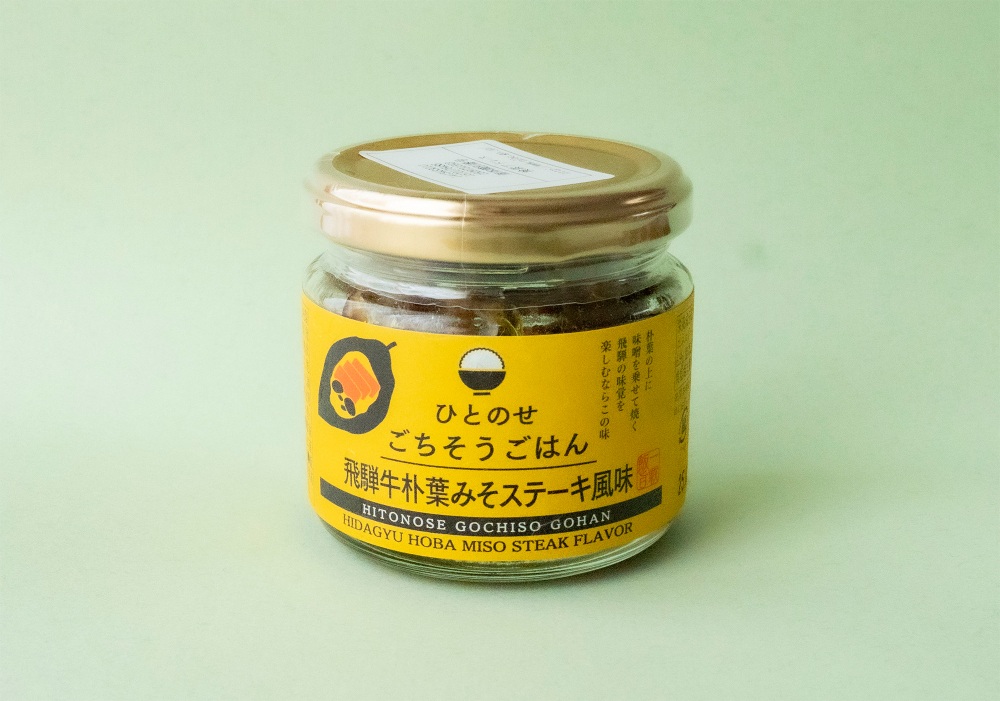 ひとのせ
ごちそうごはん
飛騨牛朴葉みそステーキ風味
HITONOSE GOCHISO GOHAN
HIDAGYU HOBA MISO STEAK FLAVOR
朴葉の上に
味噌を乗せて焼く
飛騨の味覚を
楽しむならこの味